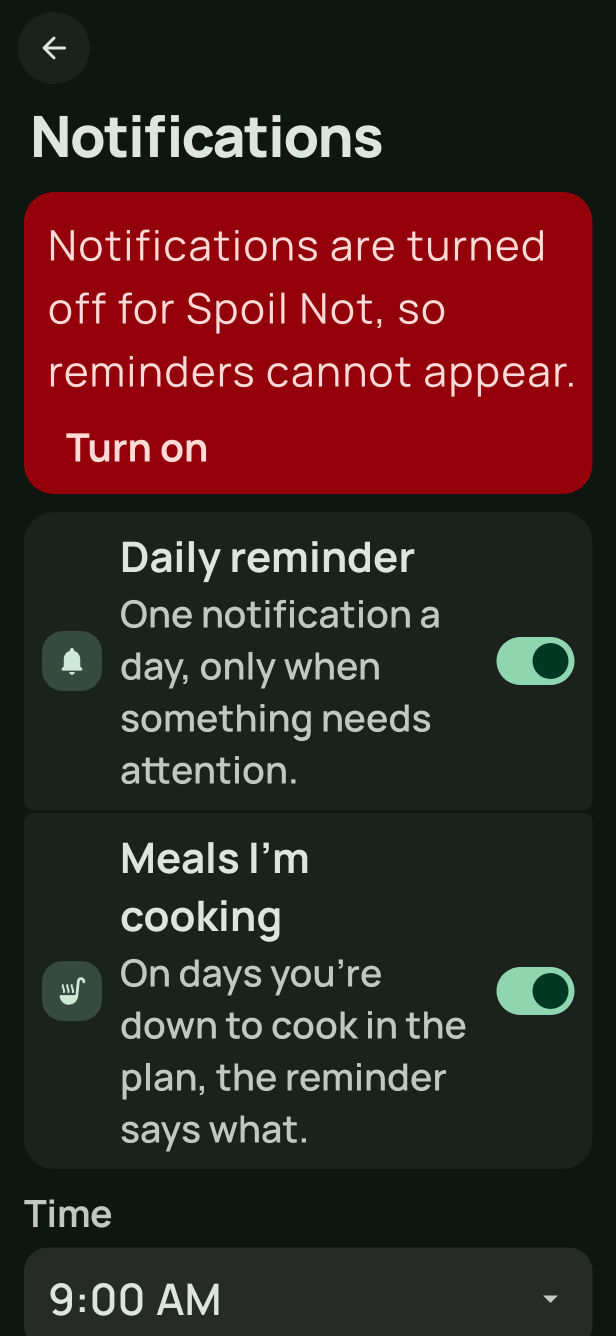 Notifications
Notifications are turned
off for Spoil Not, so
reminders cannot appear.
Turn on
Daily reminder
One notification a
day, only when
something needs
attention.
Meals I’m
cooking
On days you’re
down to cook in the
plan, the reminder
says what.
Time
9:00 AM